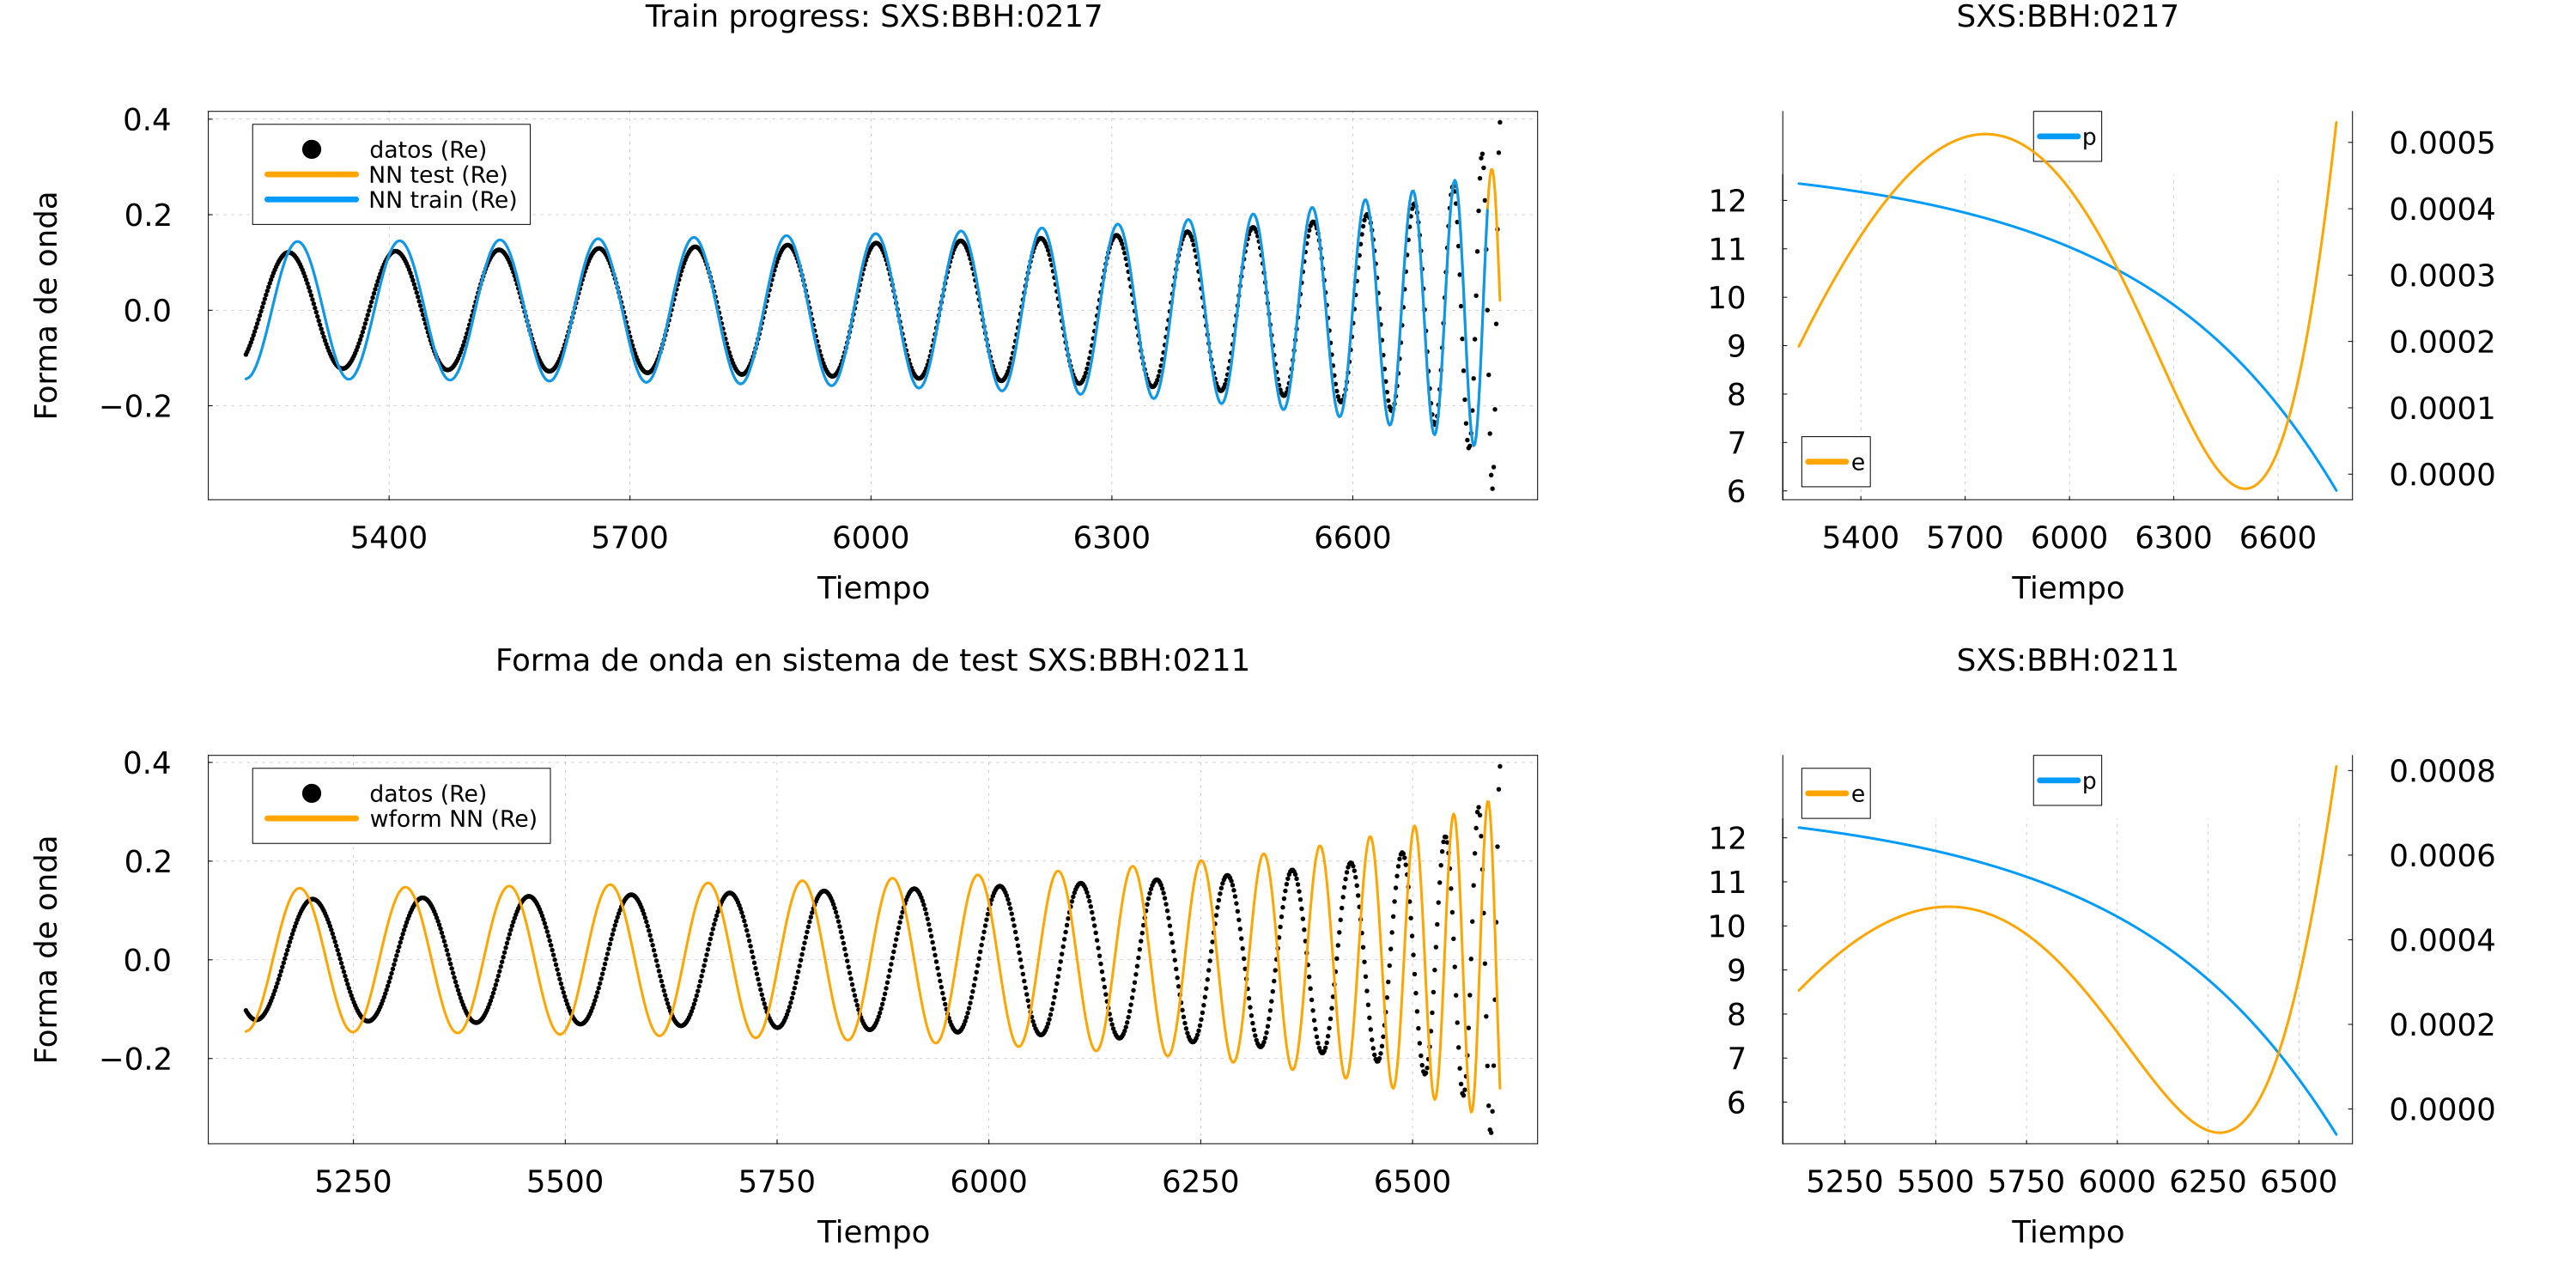 Train progress: SXS:BBH:0217
0.4
0.2
0.0
−0.2
Forma de onda
datos (Re)
NN test (Re)
NN train (Re)
5400 5700 6000 6300 6600
Tiempo
SXS:BBH:0217
12
11
10
9
8
7
6
p
e
0.0005
0.0004
0.0003
0.0002
0.0001
0.0000
5400 5700 6000 6300 6600
Tiempo
Forma de onda en sistema de test SXS:BBH:0211
0.4
0.2
0.0
−0.2
Forma de onda
datos (Re)
wform NN (Re)
5250 5500 5750 6000 6250 6500
Tiempo
SXS:BBH:0211
12
11
10
9
8
7
6
e
p
0.0008
0.0006
0.0004
0.0002
0.0000
5250 5500 5750 6000 6250 6500
Tiempo